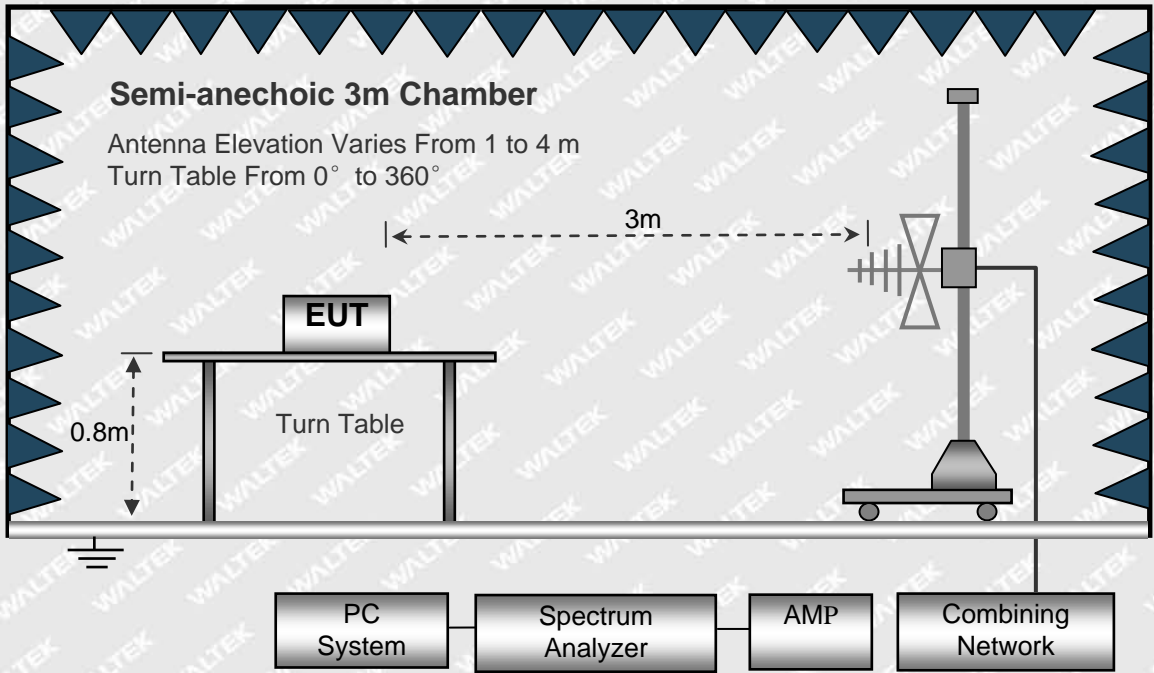 Semi-anechoic 3m Chamber
Antenna Elevation Varies From 1 to 4 m
Turn Table From 0° to 360°
3m
EUT
0.8m
Turn Table
PC
System
Spectrum
Analyzer
AMP
Combining
Network
WALTEK